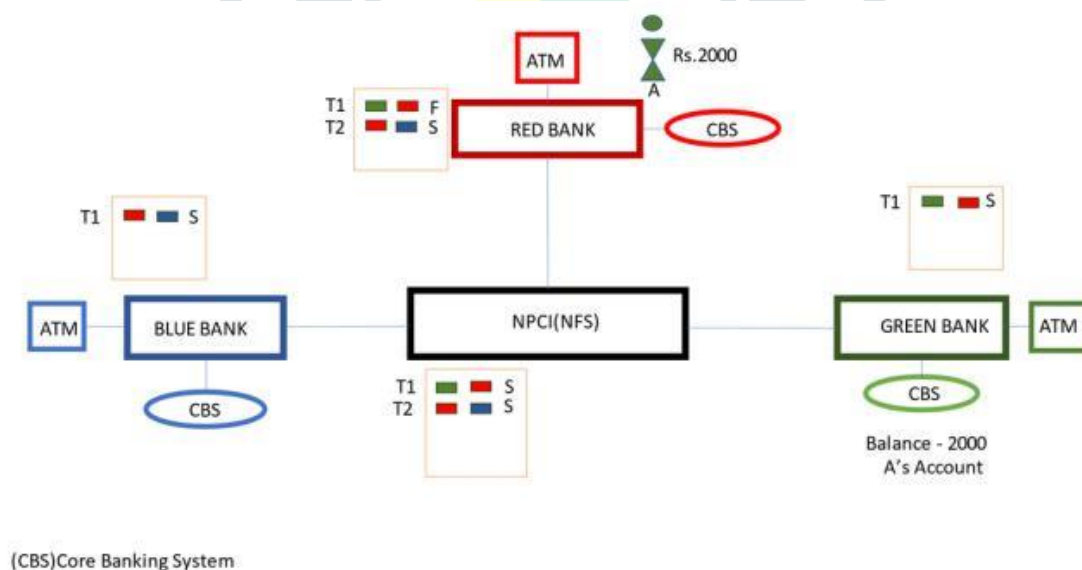 ATM
Rs.2000
A
T1 F
T2 S
RED BANK
CBS
T1 S
T1 S
ATM
BLUE BANK
NPCI(NFS)
GREEN BANK
ATM
CBS
T1 S
T2 S
CBS
Balance - 2000
A's Account
(CBS)Core Banking System